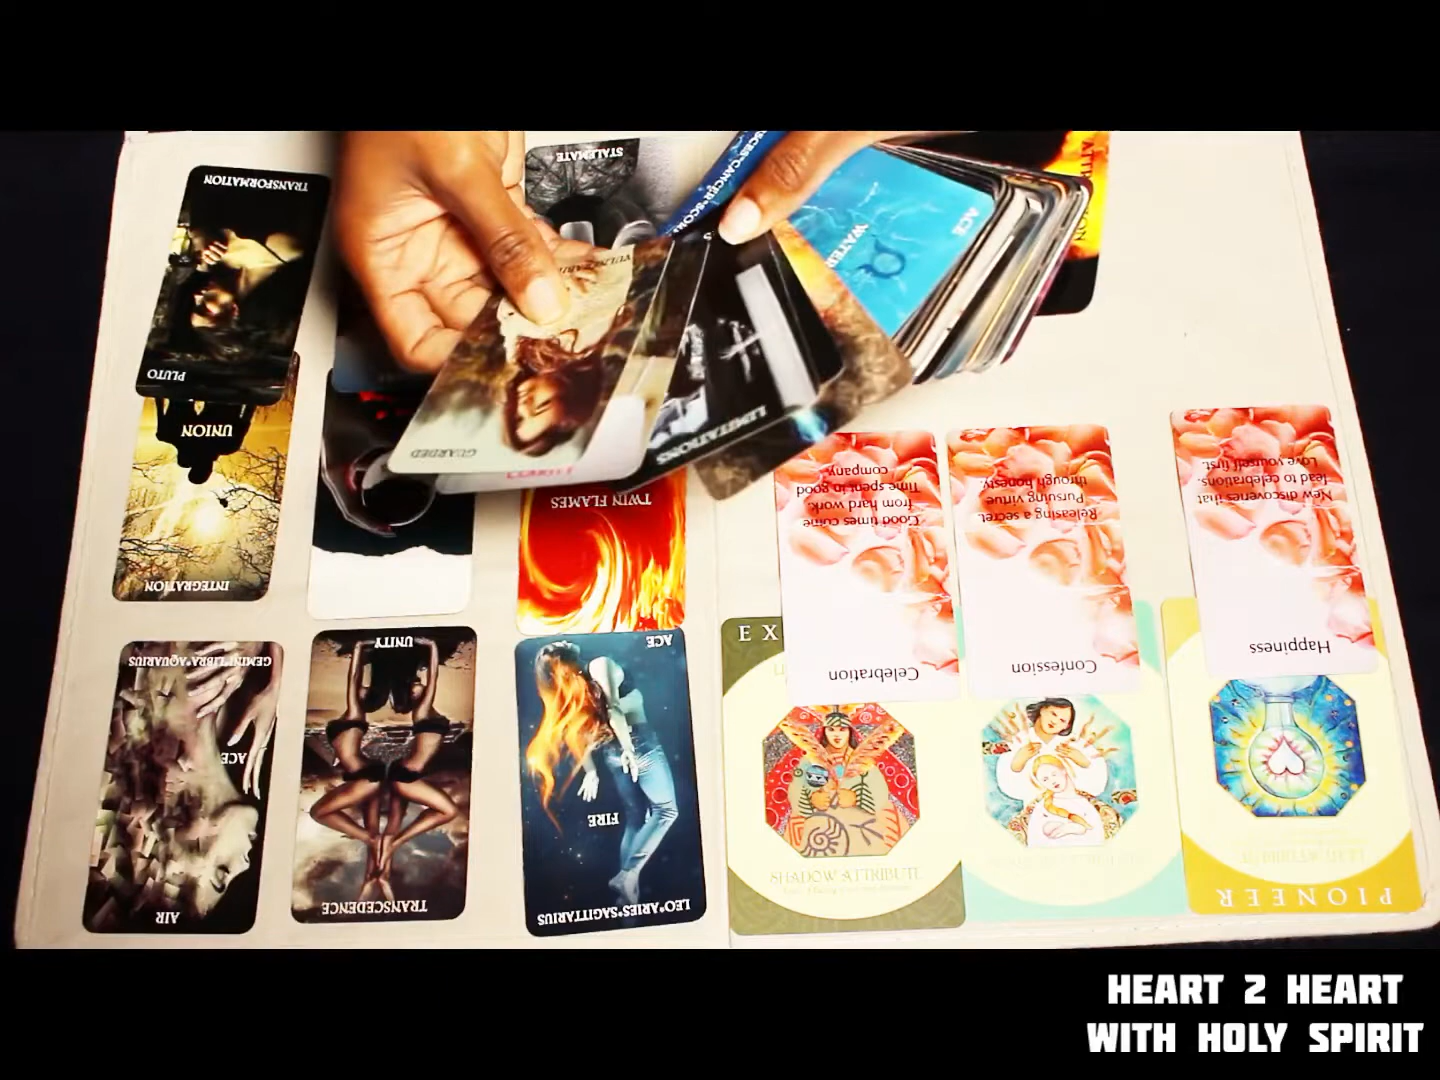 TRANSFORMATION
PLUTO
UNION
INTEGRATION
GEMINI*LIBRA*AQUARIUS
ACE
AIR
UNITY
TRANSCEDENCE
STALEMATE
GUARDED
LIMITATIONS
TWIN FLAMES
ACE
FIRE
LEO*ARIES*SAGITTARIUS
ACE
WATER
Celebration
Good times come
from hard work.
Time spent in good
company.
Confession
Releasing a secret.
Pursuing virtue
through honesty.
Happiness
New discoveries that
lead to celebrations.
Love yourself first.
SHADOW ATTRIBUTE
PIONEER
HEART 2 HEART
WITH HOLY SPIRIT